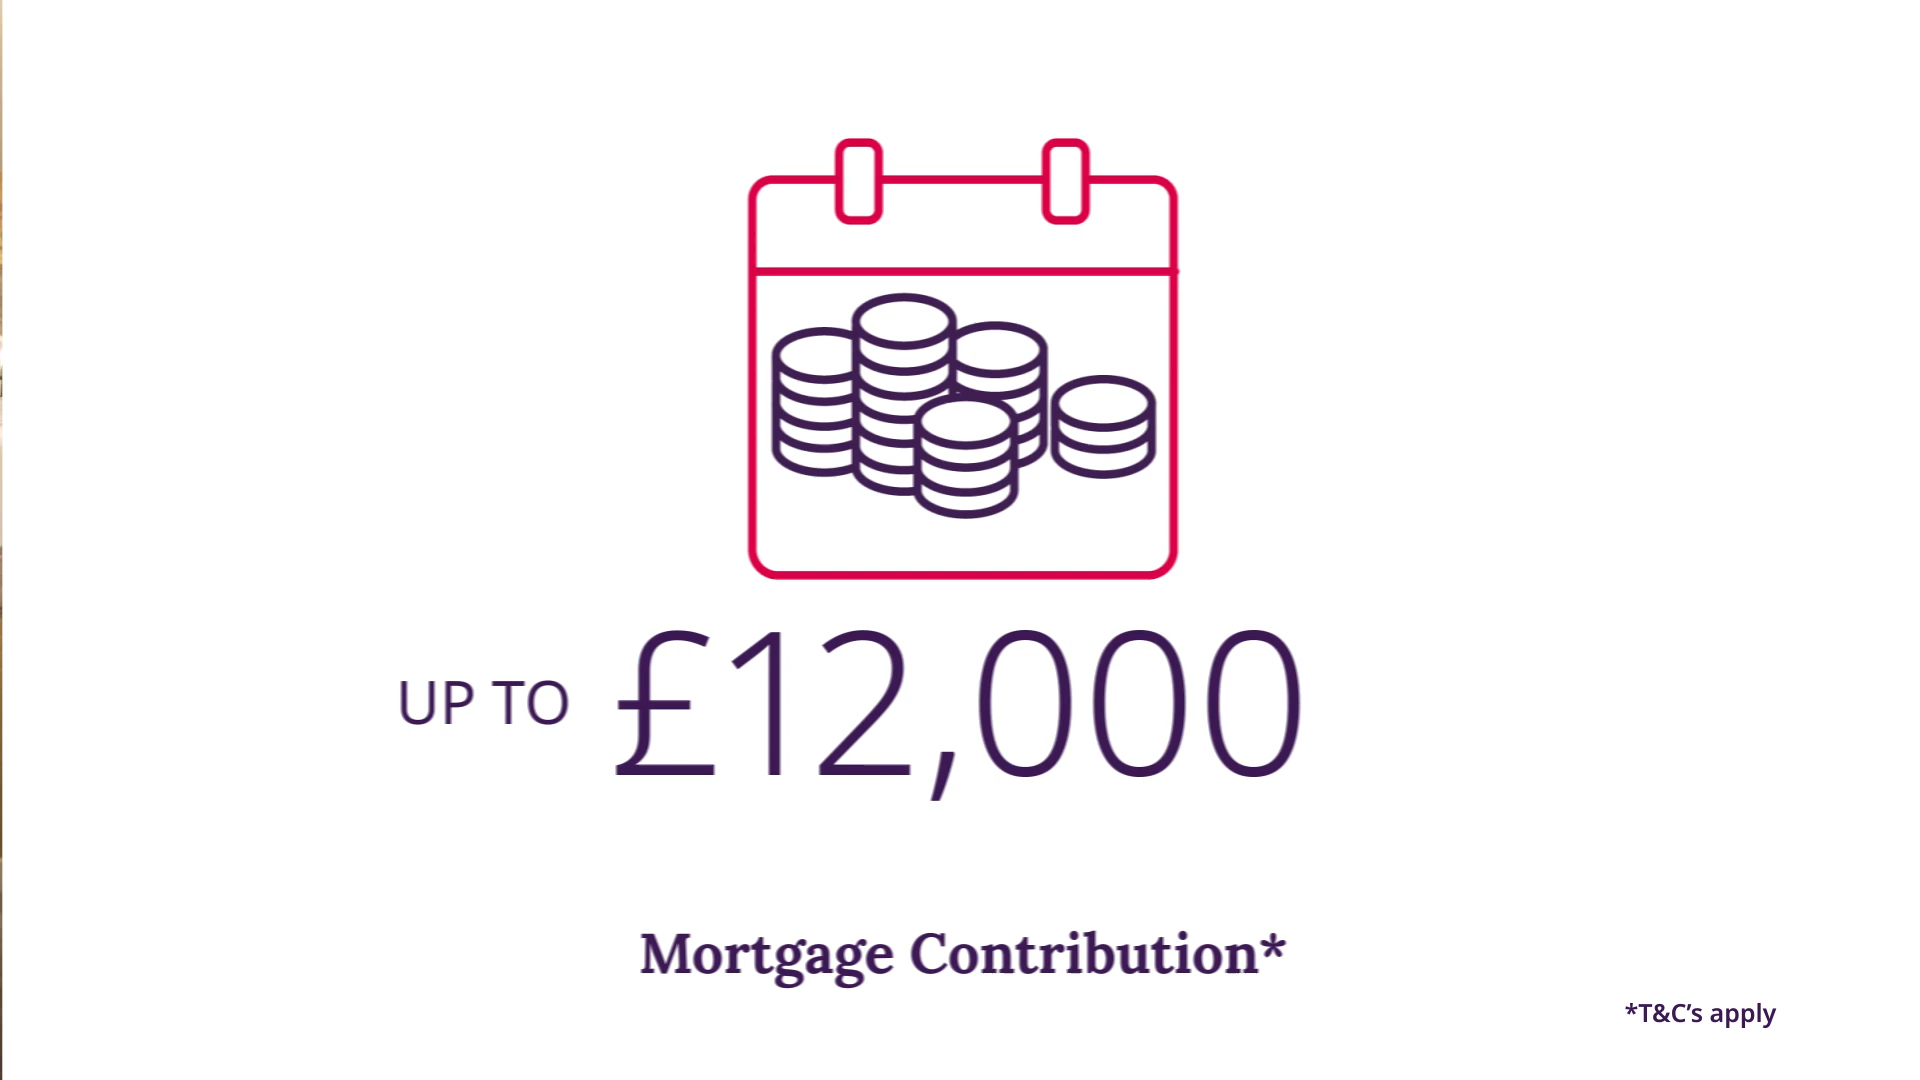 UP TO £12,000
Mortgage Contribution*
*T&C’s apply